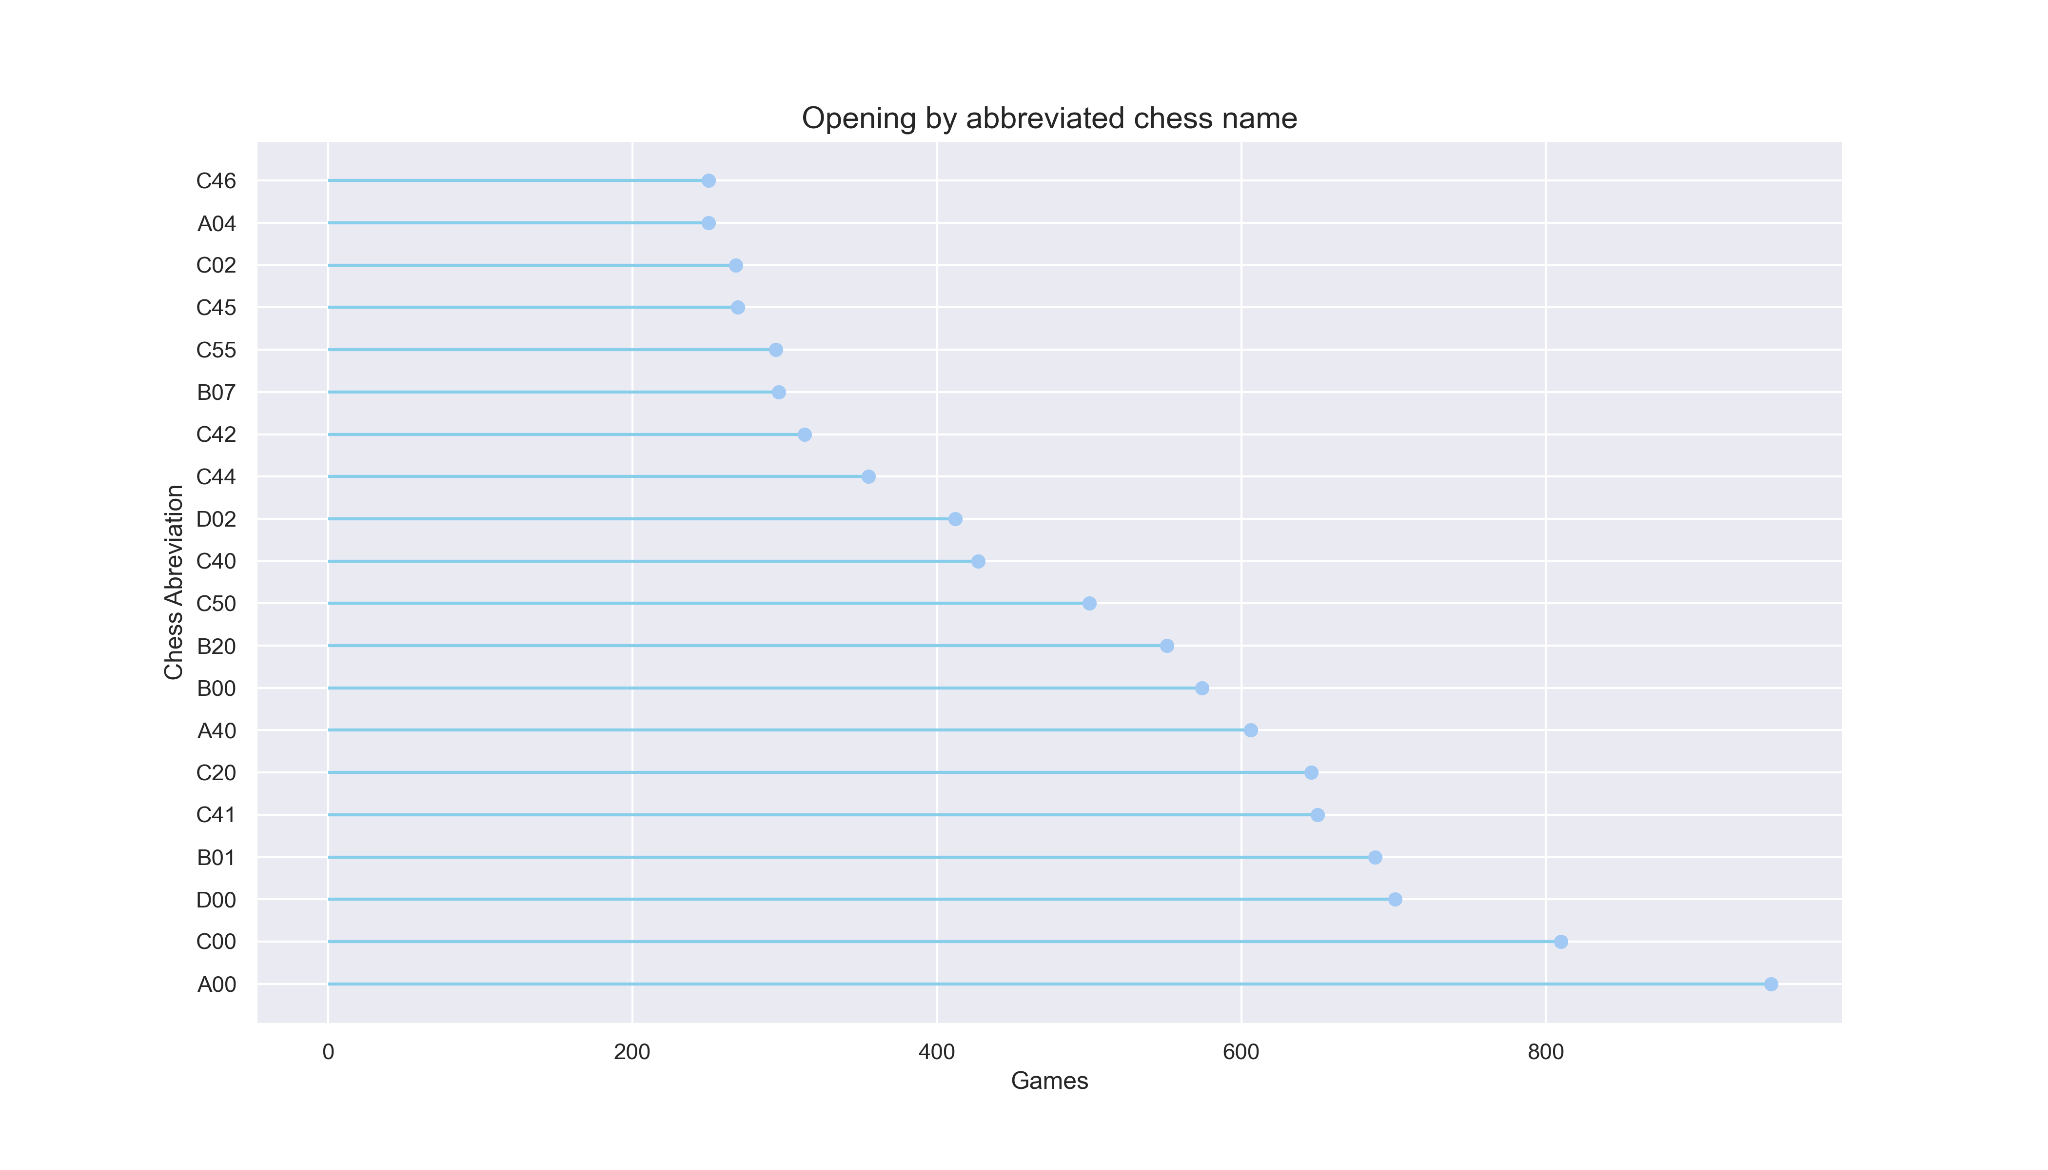 Opening by abbreviated chess name
Chess Abreviation
C46
A04
C02
C45
C55
B07
C42
C44
D02
C40
C50
B20
B00
A40
C20
C41
B01
D00
C00
A00
0 200 400 600 800
Games